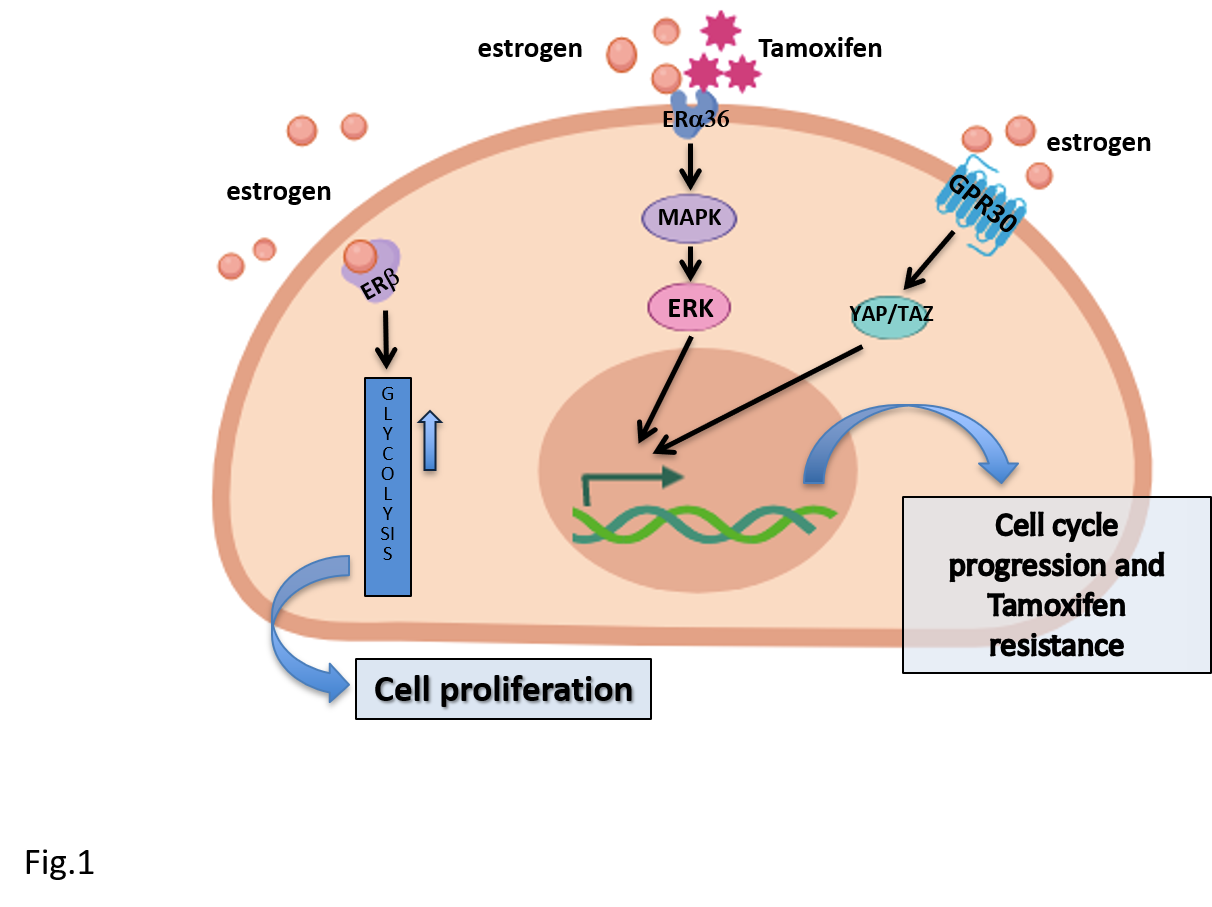 estrogen
Tamoxifen
ERα36
estrogen
GPR30
estrogen
MAPK
ERβ
ERK
YAP/TAZ
G
L
Y
C
O
L
Y
SI
S
Cell cycle
progression and
Tamoxifen
resistance
Cell proliferation
Fig.1